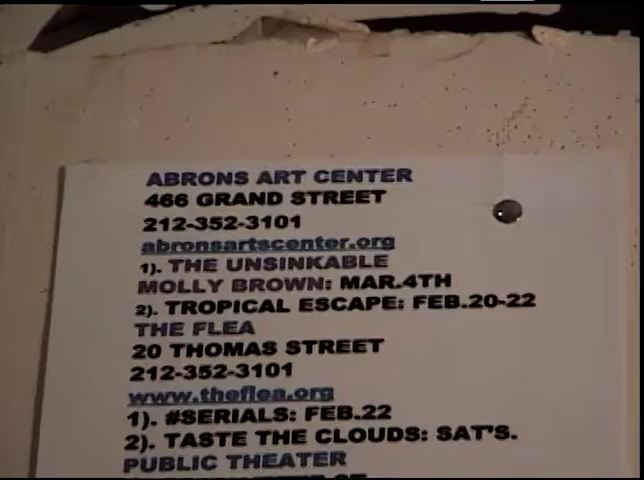 ABRONS ART CENTER
466 GRAND STREET
212-352-3101
abronsartscenter.org
1). THE UNSINKABLE
MOLLY BROWN: MAR.4TH
2). TROPICAL ESCAPE: FEB.20-22
THE FLEA
20 THOMAS STREET
212-352-3101
www.theflea.org
1). #SERIALS: FEB.22
2). TASTE THE CLOUDS: SAT'S.
PUBLIC THEATER